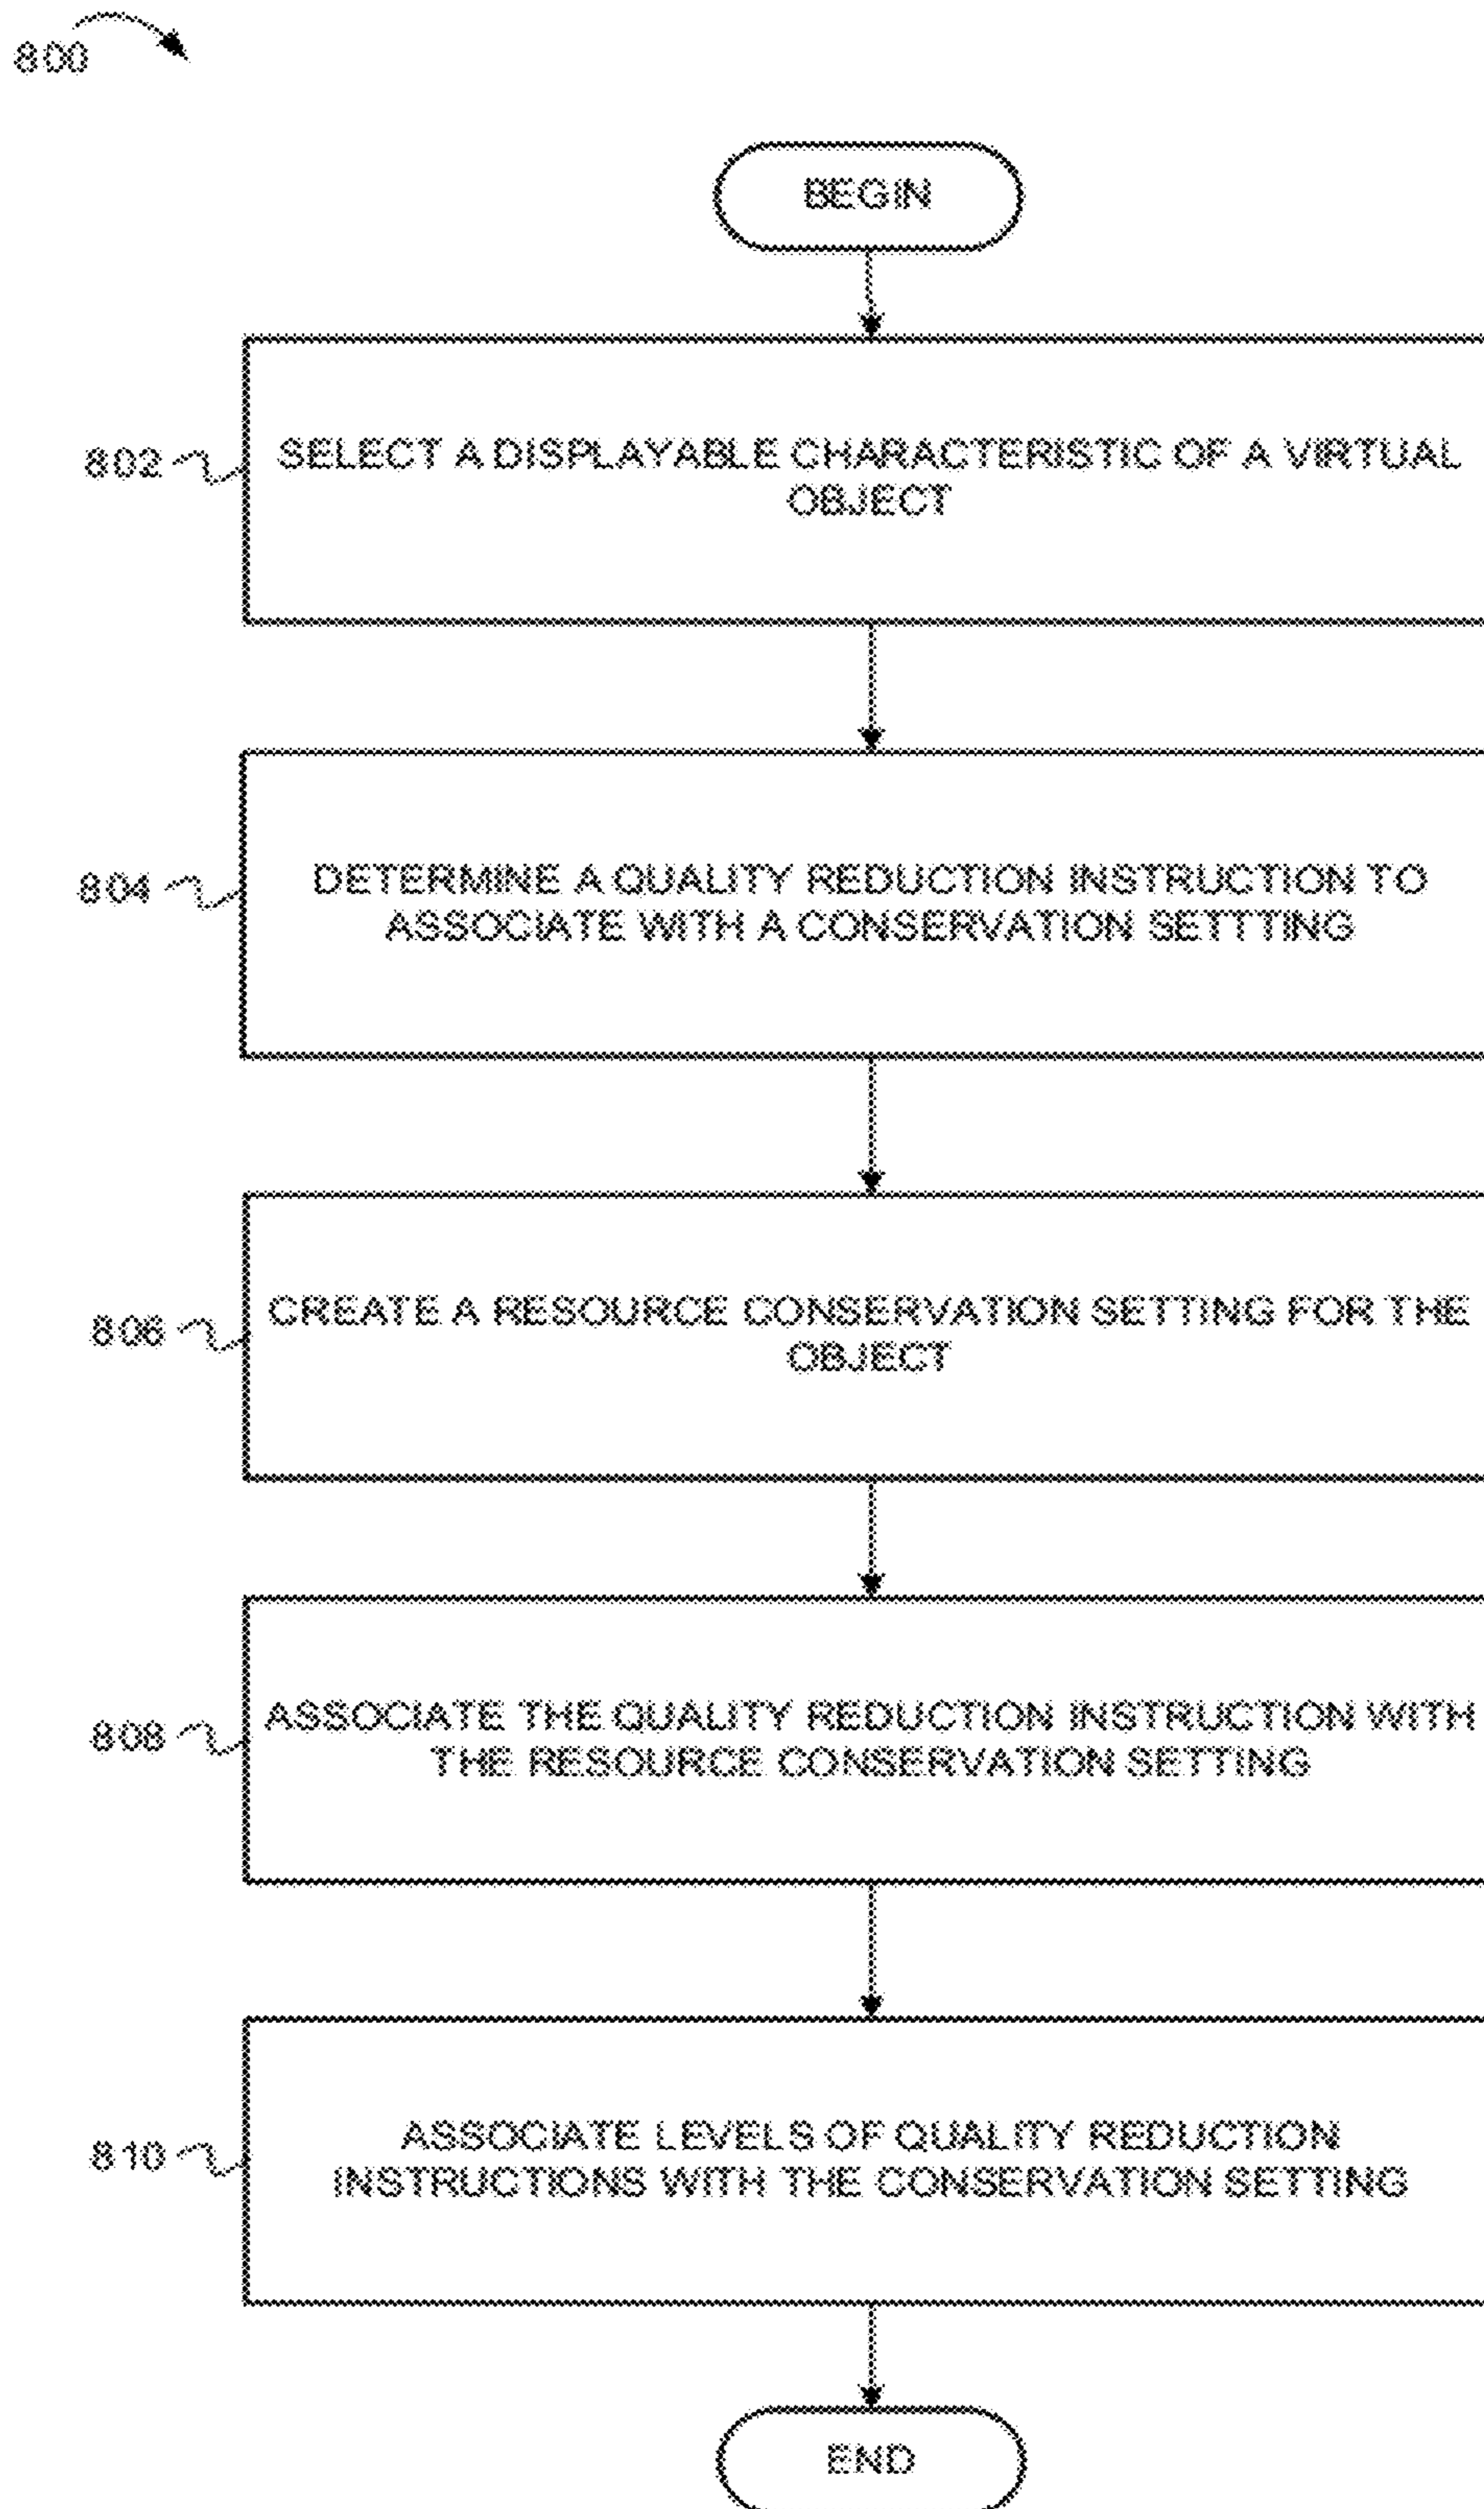 800
BEGIN
802
SELECT A DISPLAYABLE CHARACTERISTIC OF A VIRTUAL
OBJECT
804
DETERMINE A QUALITY REDUCTION INSTRUCTION TO
ASSOCIATE WITH A CONSERVATION SETTTING
806
CREATE A RESOURCE CONSERVATION SETTING FOR THE
OBJECT
808
ASSOCIATE THE QUALITY REDUCTION INSTRUCTION WITH
THE RESOURCE CONSERVATION SETTING
810
ASSOCIATE LEVELS OF QUALITY REDUCTION
INSTRUCTIONS WITH THE CONSERVATION SETTING
END